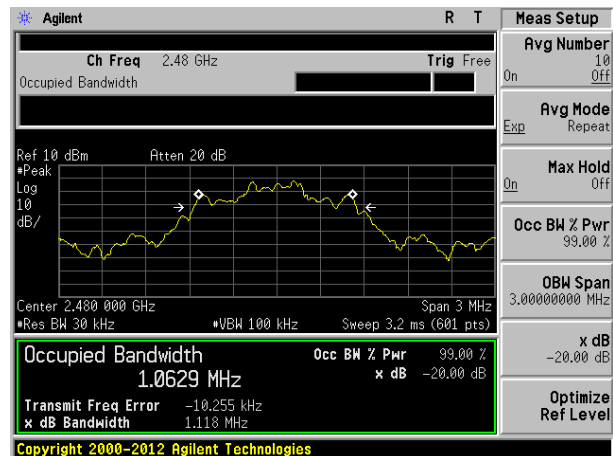 Agilent R T
Ch Freq 2.48 GHz Trig Free
Occupied Bandwidth
Ref 10 dBm Atten 20 dB
#Peak
Log
10
dB/
Center 2.480 000 GHz Span 3 MHz
#Res BW 30 kHz #VBW 100 kHz Sweep 3.2 ms (601 pts)
Occupied Bandwidth Occ BW % Pwr 99.00 %
1.0629 MHz x dB -20.00 dB
Transmit Freq Error -10.255 kHz
x dB Bandwidth 1.118 MHz
Copyright 2000-2012 Agilent Technologies
Meas Setup
Avg Number
10
On Off
Avg Mode
Exp Repeat
Max Hold
On Off
Occ BW % Pwr
99.00 %
OBW Span
3.00000000 MHz
x dB
-20.00 dB
Optimize
Ref Level